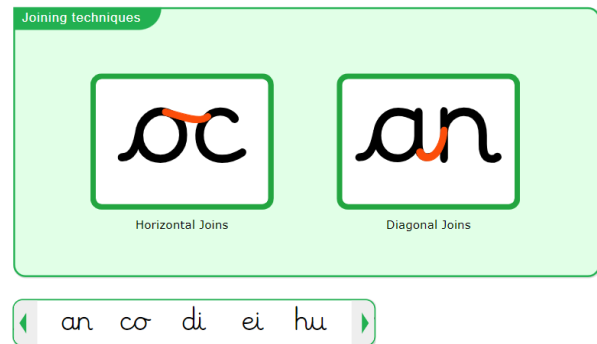 Joining techniques
oc an
Horizontal Joins Diagonal Joins
an co di ei hu